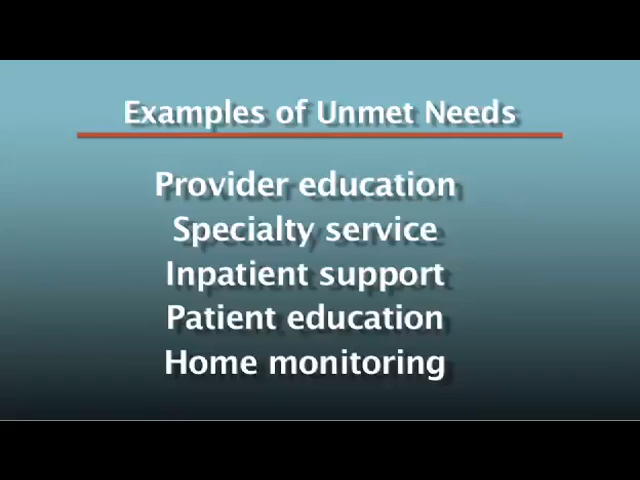 Examples of Unmet Needs
Provider education
Specialty service
Inpatient support
Patient education
Home monitoring